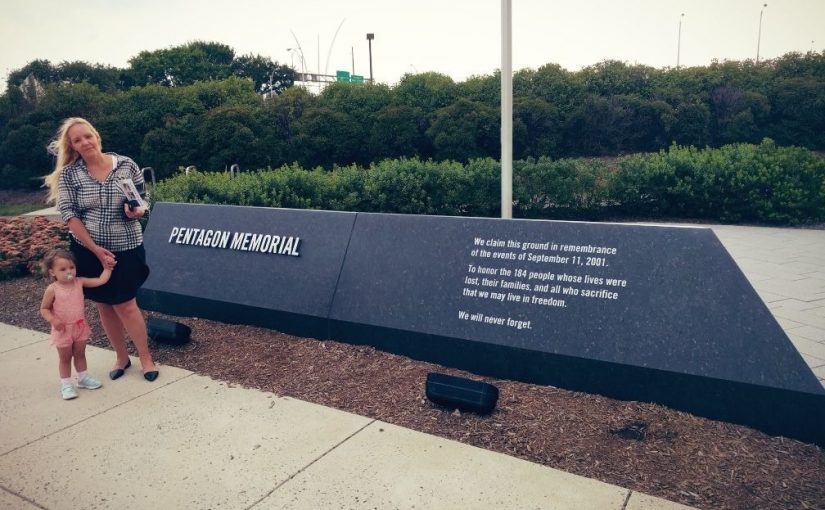 PENTAGON MEMORIAL
We claim this ground in remembrance
of the events of September 11, 2001.
To honor the 184 people whose lives were
lost, their families, and all who sacrifice
that we may live in freedom.
We will never forget.